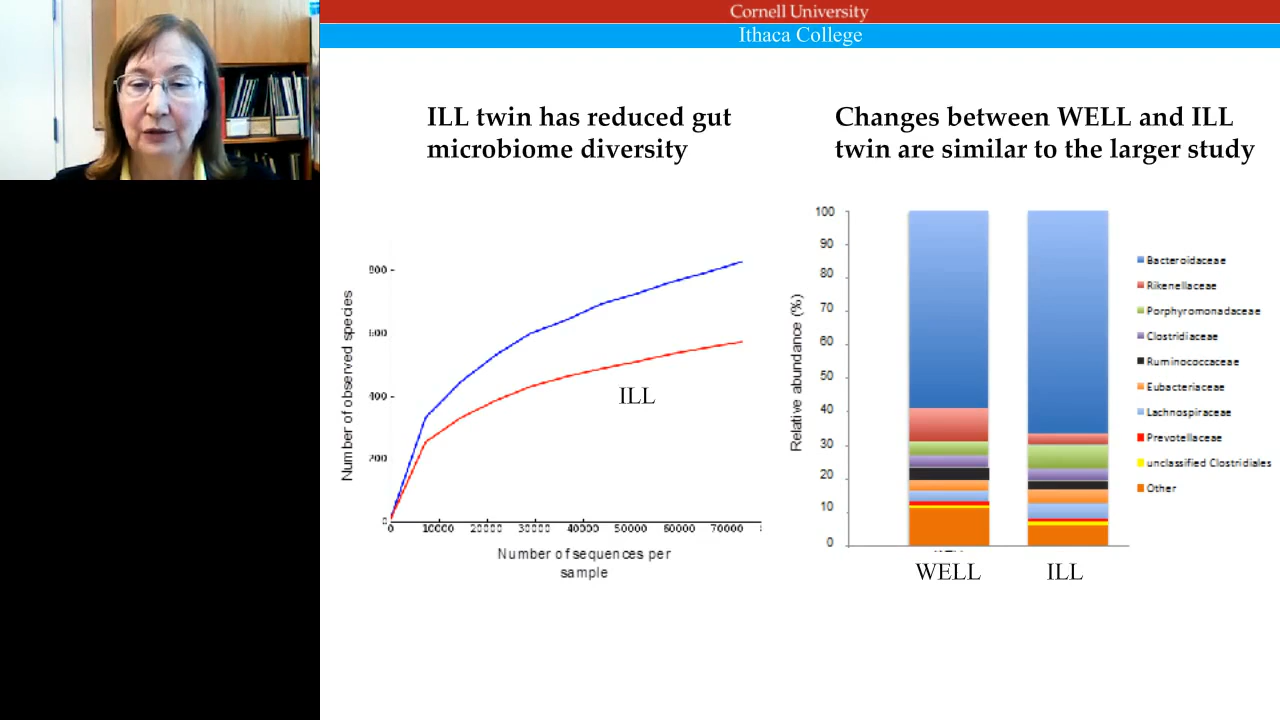 Cornell University
Ithaca College
ILL twin has reduced gut
microbiome diversity
Changes between WELL and ILL
twin are similar to the larger study
Number of observed species
800
600
400
200
0
0 10000 20000 30000 40000 50000 60000 70000
Number of sequences per
sample
ILL
Relative abundance (%)
100
90
80
70
60
50
40
30
20
10
0
WELL ILL
Bacteroidaceae
Rikenellaceae
Porphyromonadaceae
Clostridiaceae
Ruminococcaceae
Eubacteriaceae
Lachnospiraceae
Prevotellaceae
unclassified Clostridiales
Other